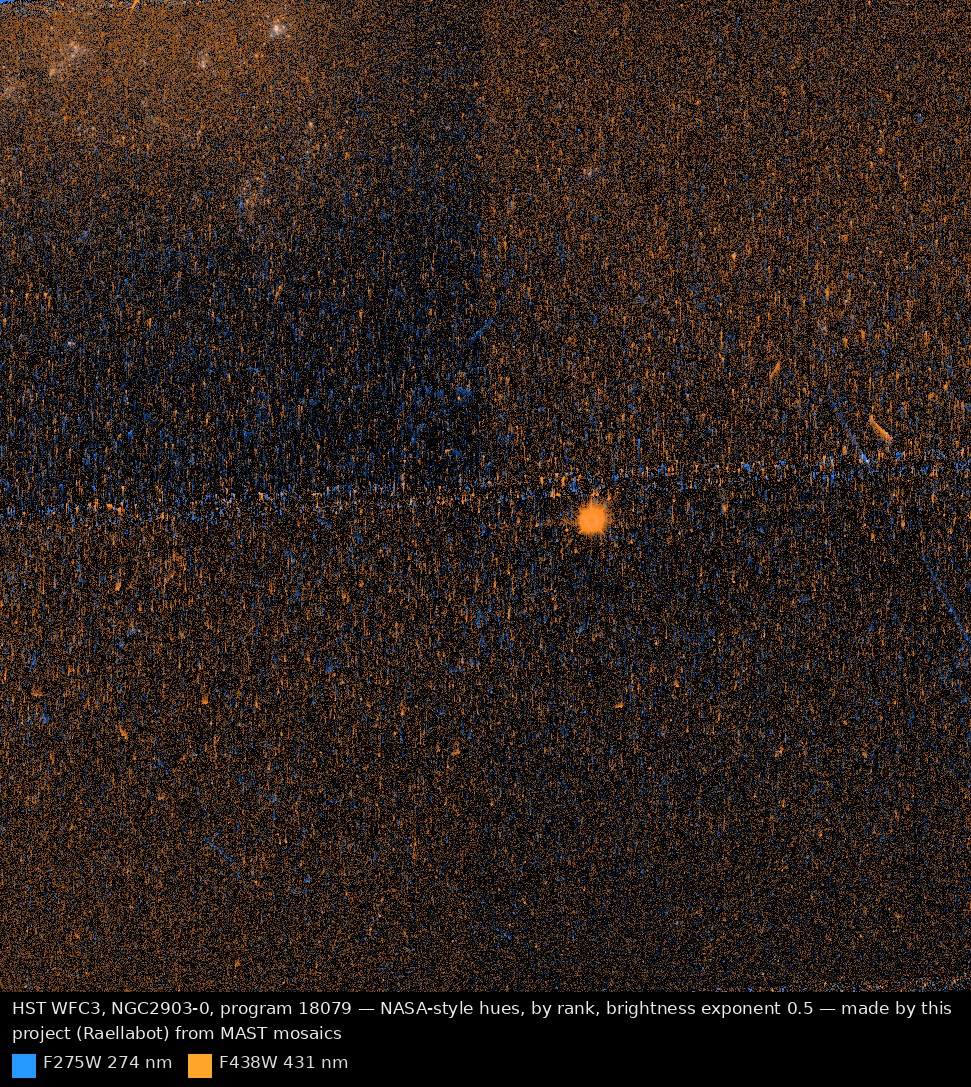 HST WFC3, NGC2903-0, program 18079 — NASA-style hues, by rank, brightness exponent 0.5 — made by this
project (Raellabot) from MAST mosaics
F275W 274 nm F438W 431 nm